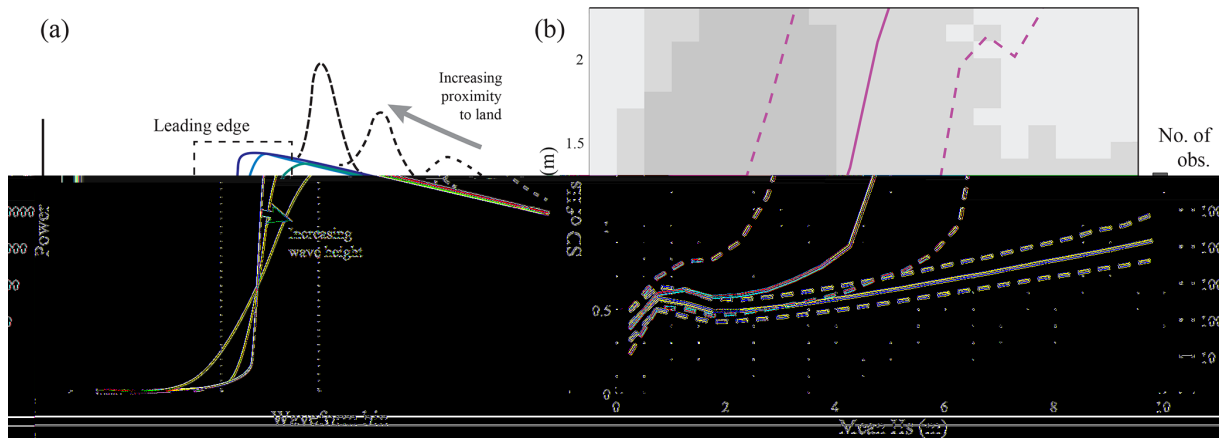 (a)
Increasing
proximity
to land
Leading edge
Power
Increasing
wave height
Waveform bin
(b)
2
1.5
1
0.5
0
SD of Hs
(m)
0
2
4
6
8
10
Mean Hs (m)
No. of
obs.